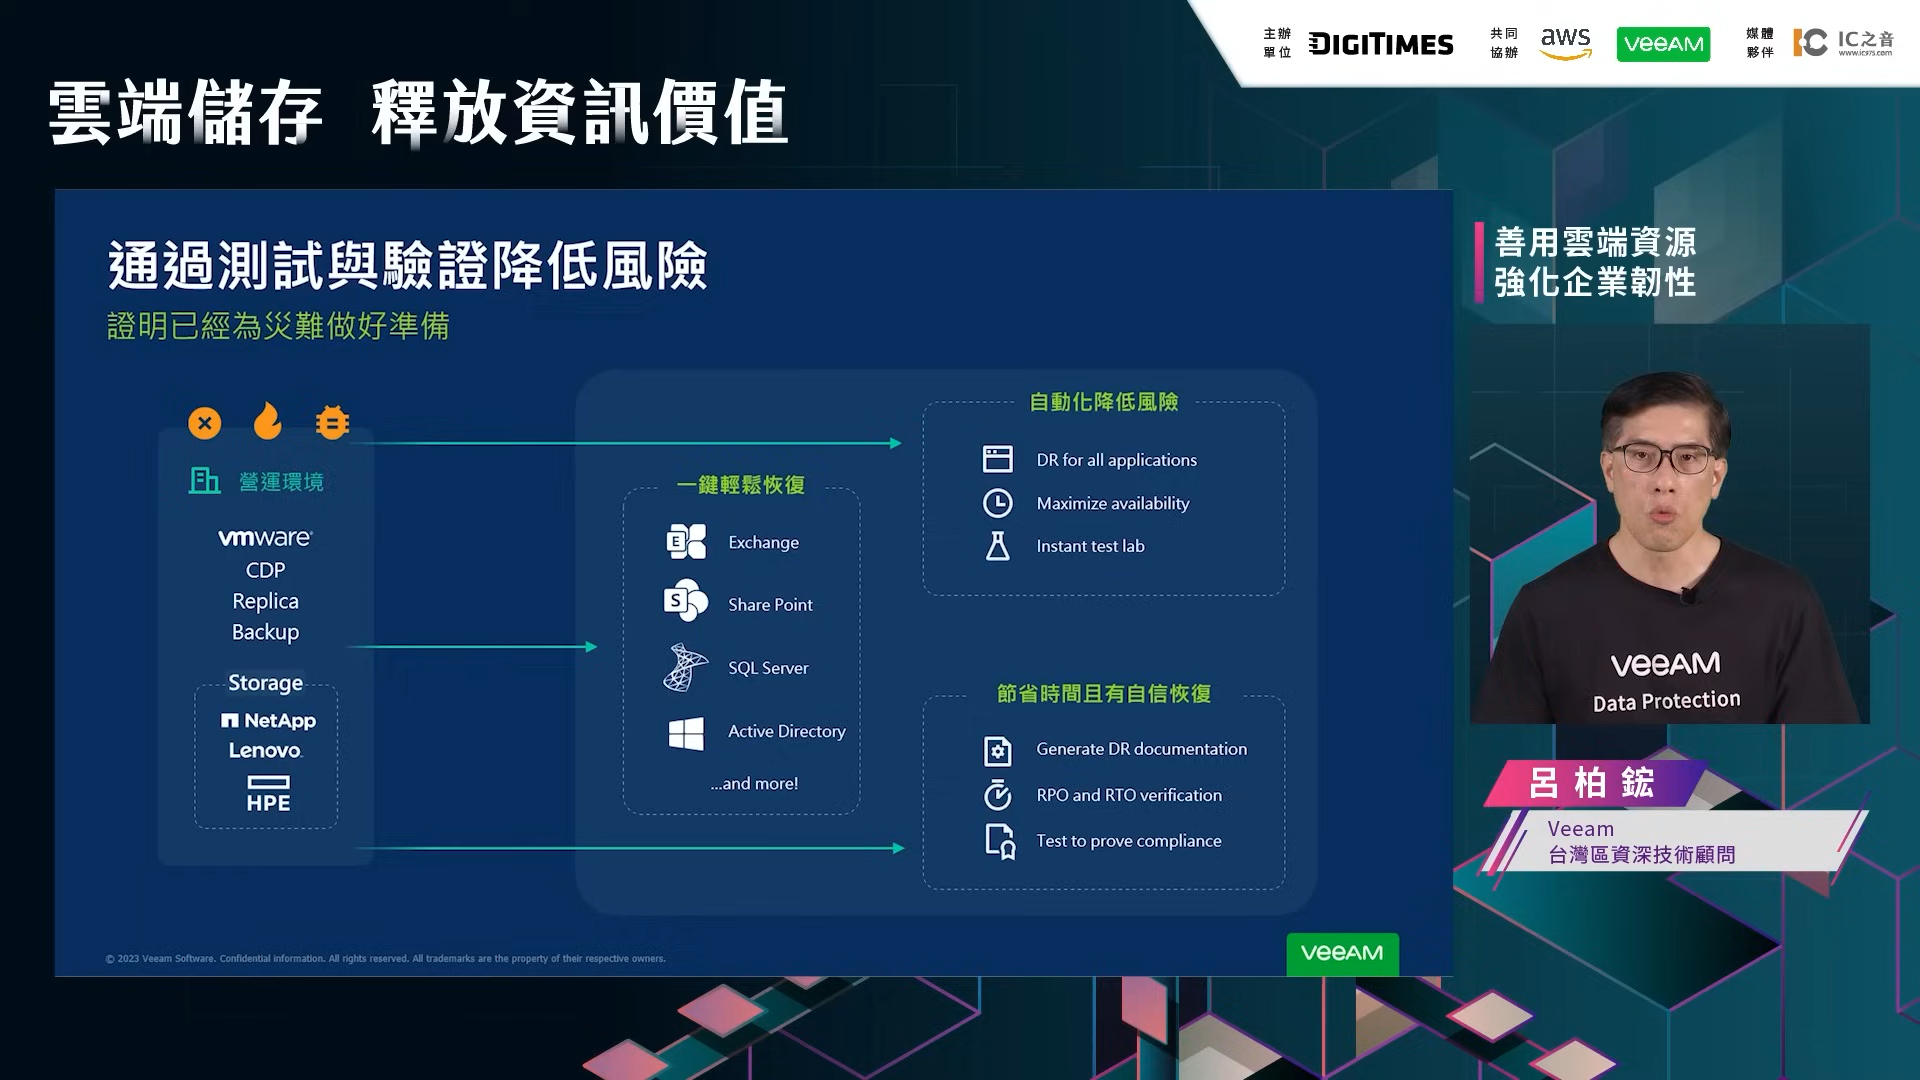 主辦
單位
DIGITIMES
共同
協辦
aws
veeAM
媒體
夥伴
IC之音
www.ic975.com
雲端儲存 釋放資訊價值
通過測試與驗證降低風險
證明已經為災難做好準備
營運環境
vmware®
CDP
Replica
Backup
Storage
NetApp
Lenovo
HPE
一鍵輕鬆恢復
Exchange
Share Point
SQL Server
Active Directory
...and more!
自動化降低風險
DR for all applications
Maximize availability
Instant test lab
節省時間且有自信恢復
Generate DR documentation
RPO and RTO verification
Test to prove compliance
© 2023 Veeam Software. Confidential information. All rights reserved. All trademarks are the property of their respective owners.
veeAM
善用雲端資源
強化企業韌性
veeAM
Data Protection
呂柏鋐
Veeam
台灣區資深技術顧問